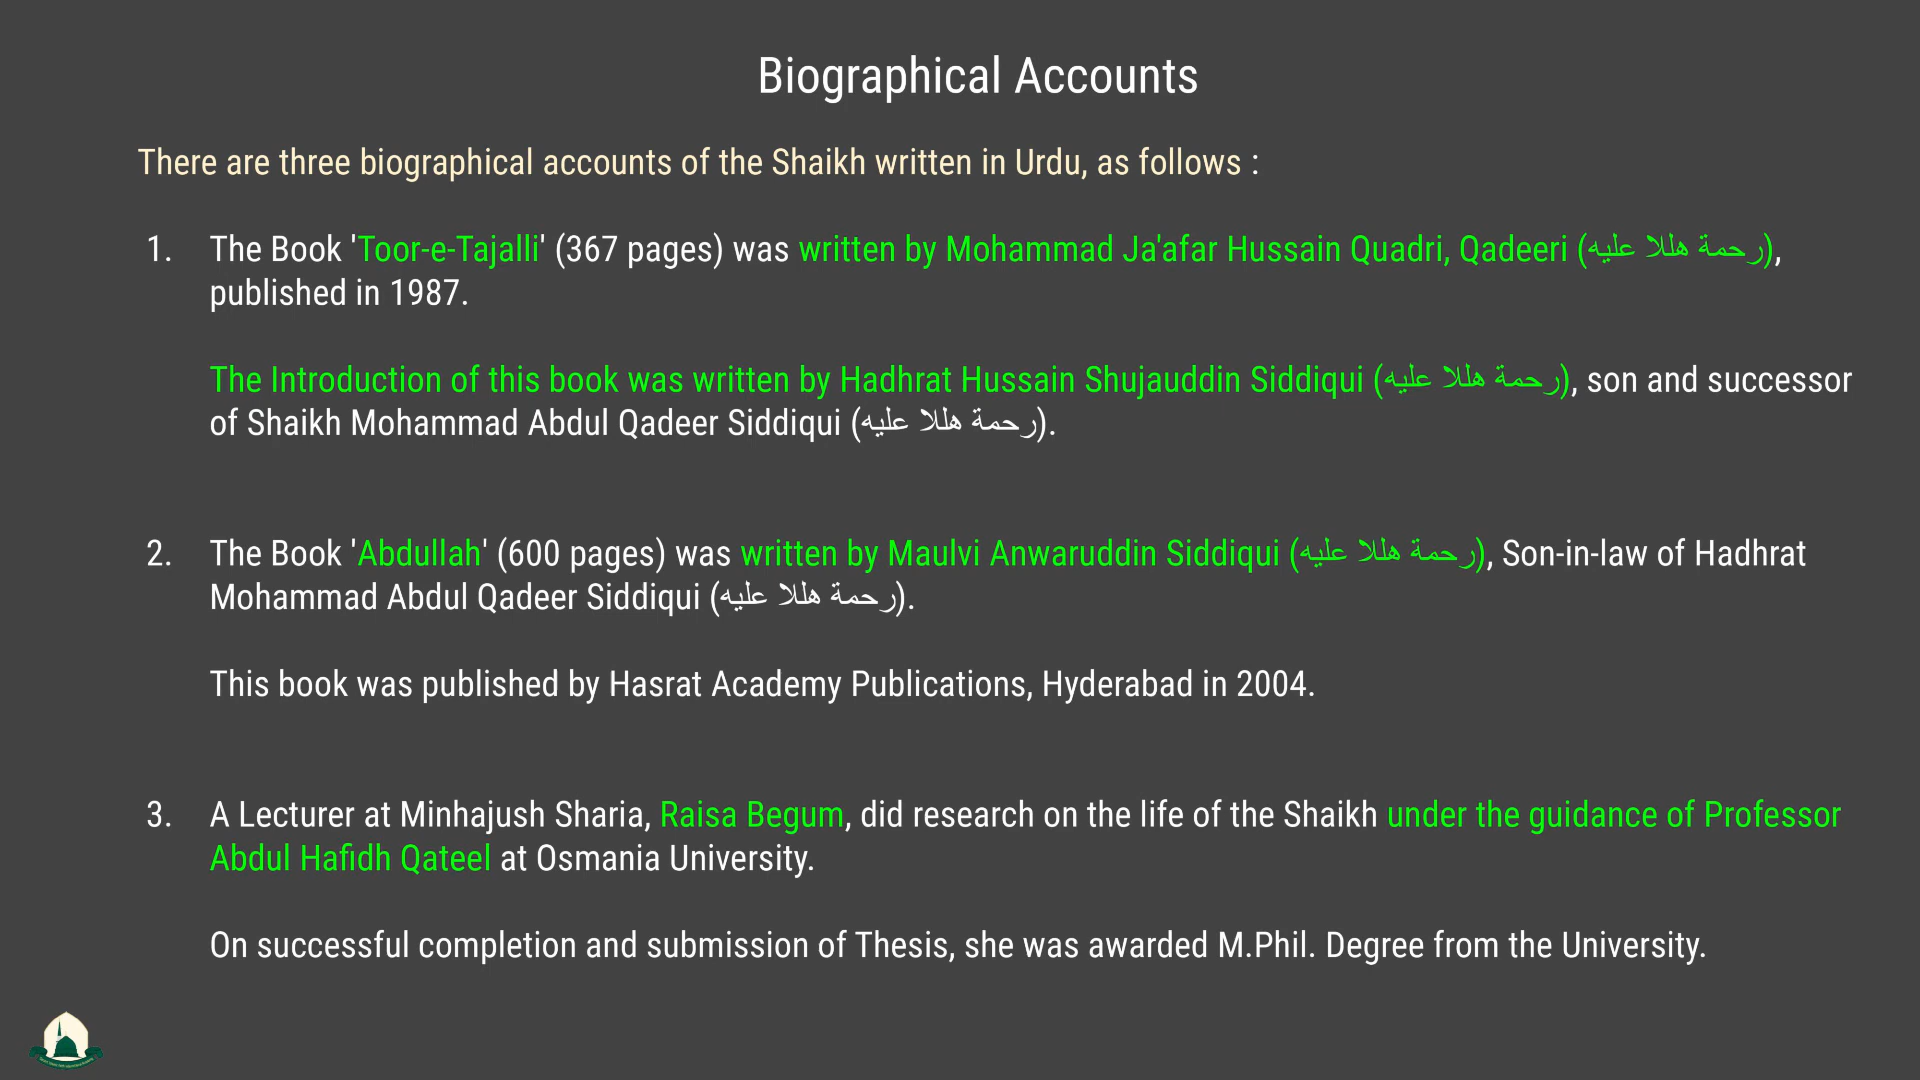 Biographical Accounts
There are three biographical accounts of the Shaikh written in Urdu, as follows :
1. The Book 'Toor-e-Tajalli' (367 pages) was written by Mohammad Ja'afar Hussain Quadri, Qadeeri (رحمة هللا عليه),
published in 1987.
The Introduction of this book was written by Hadhrat Hussain Shujauddin Siddiqui (رحمة هللا عليه), son and successor
of Shaikh Mohammad Abdul Qadeer Siddiqui (رحمة هللا عليه).
2. The Book 'Abdullah' (600 pages) was written by Maulvi Anwaruddin Siddiqui (رحمة هللا عليه), Son-in-law of Hadhrat
Mohammad Abdul Qadeer Siddiqui (رحمة هللا عليه).
This book was published by Hasrat Academy Publications, Hyderabad in 2004.
3. A Lecturer at Minhajush Sharia, Raisa Begum, did research on the life of the Shaikh under the guidance of Professor
Abdul Hafidh Qateel at Osmania University.
On successful completion and submission of Thesis, she was awarded M.Phil. Degree from the University.